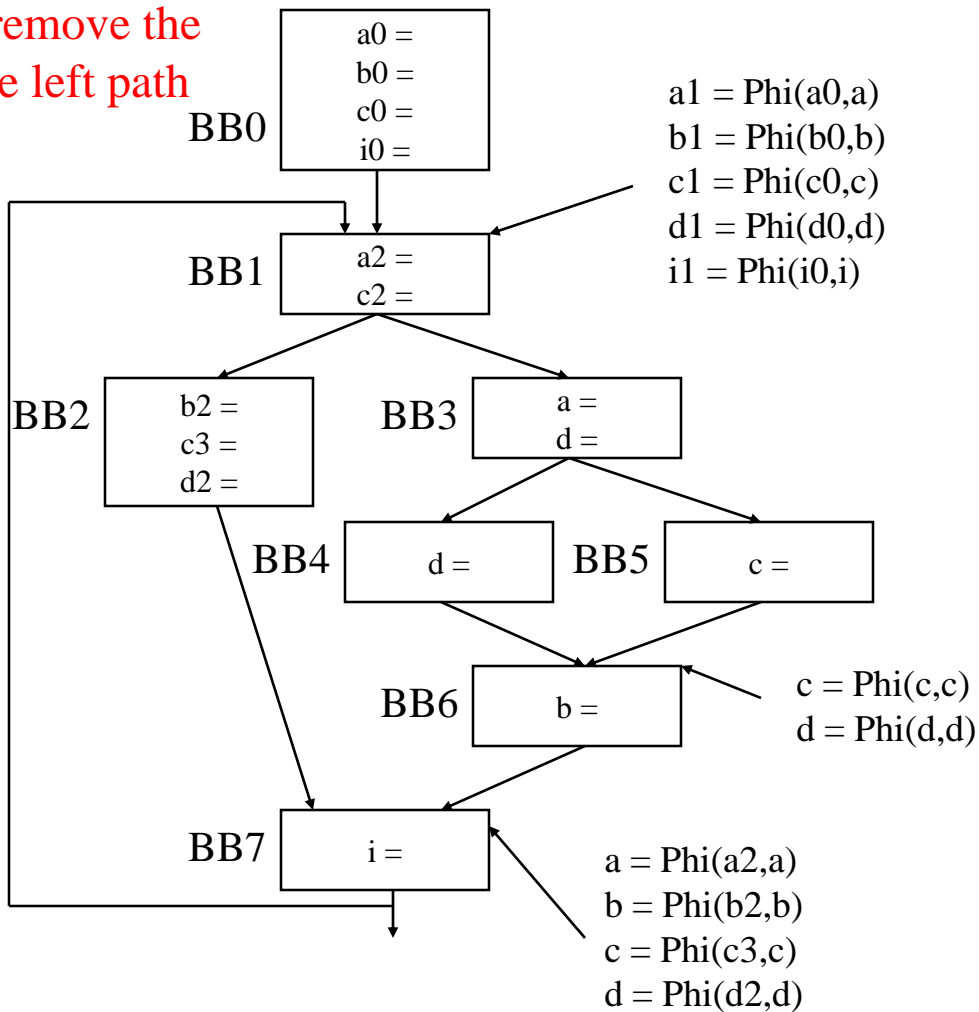 remove the
e left path
BB0
a0 =
b0 =
c0 =
i0 =
a1 = Phi(a0,a)
b1 = Phi(b0,b)
c1 = Phi(c0,c)
d1 = Phi(d0,d)
i1 = Phi(i0,i)
BB1
a2 =
c2 =
BB2
b2 =
c3 =
d2 =
BB3
a =
d =
BB4
d =
BB5
c =
BB6
b =
c = Phi(c,c)
d = Phi(d,d)
BB7
i =
a = Phi(a2,a)
b = Phi(b2,b)
c = Phi(c3,c)
d = Phi(d2,d)